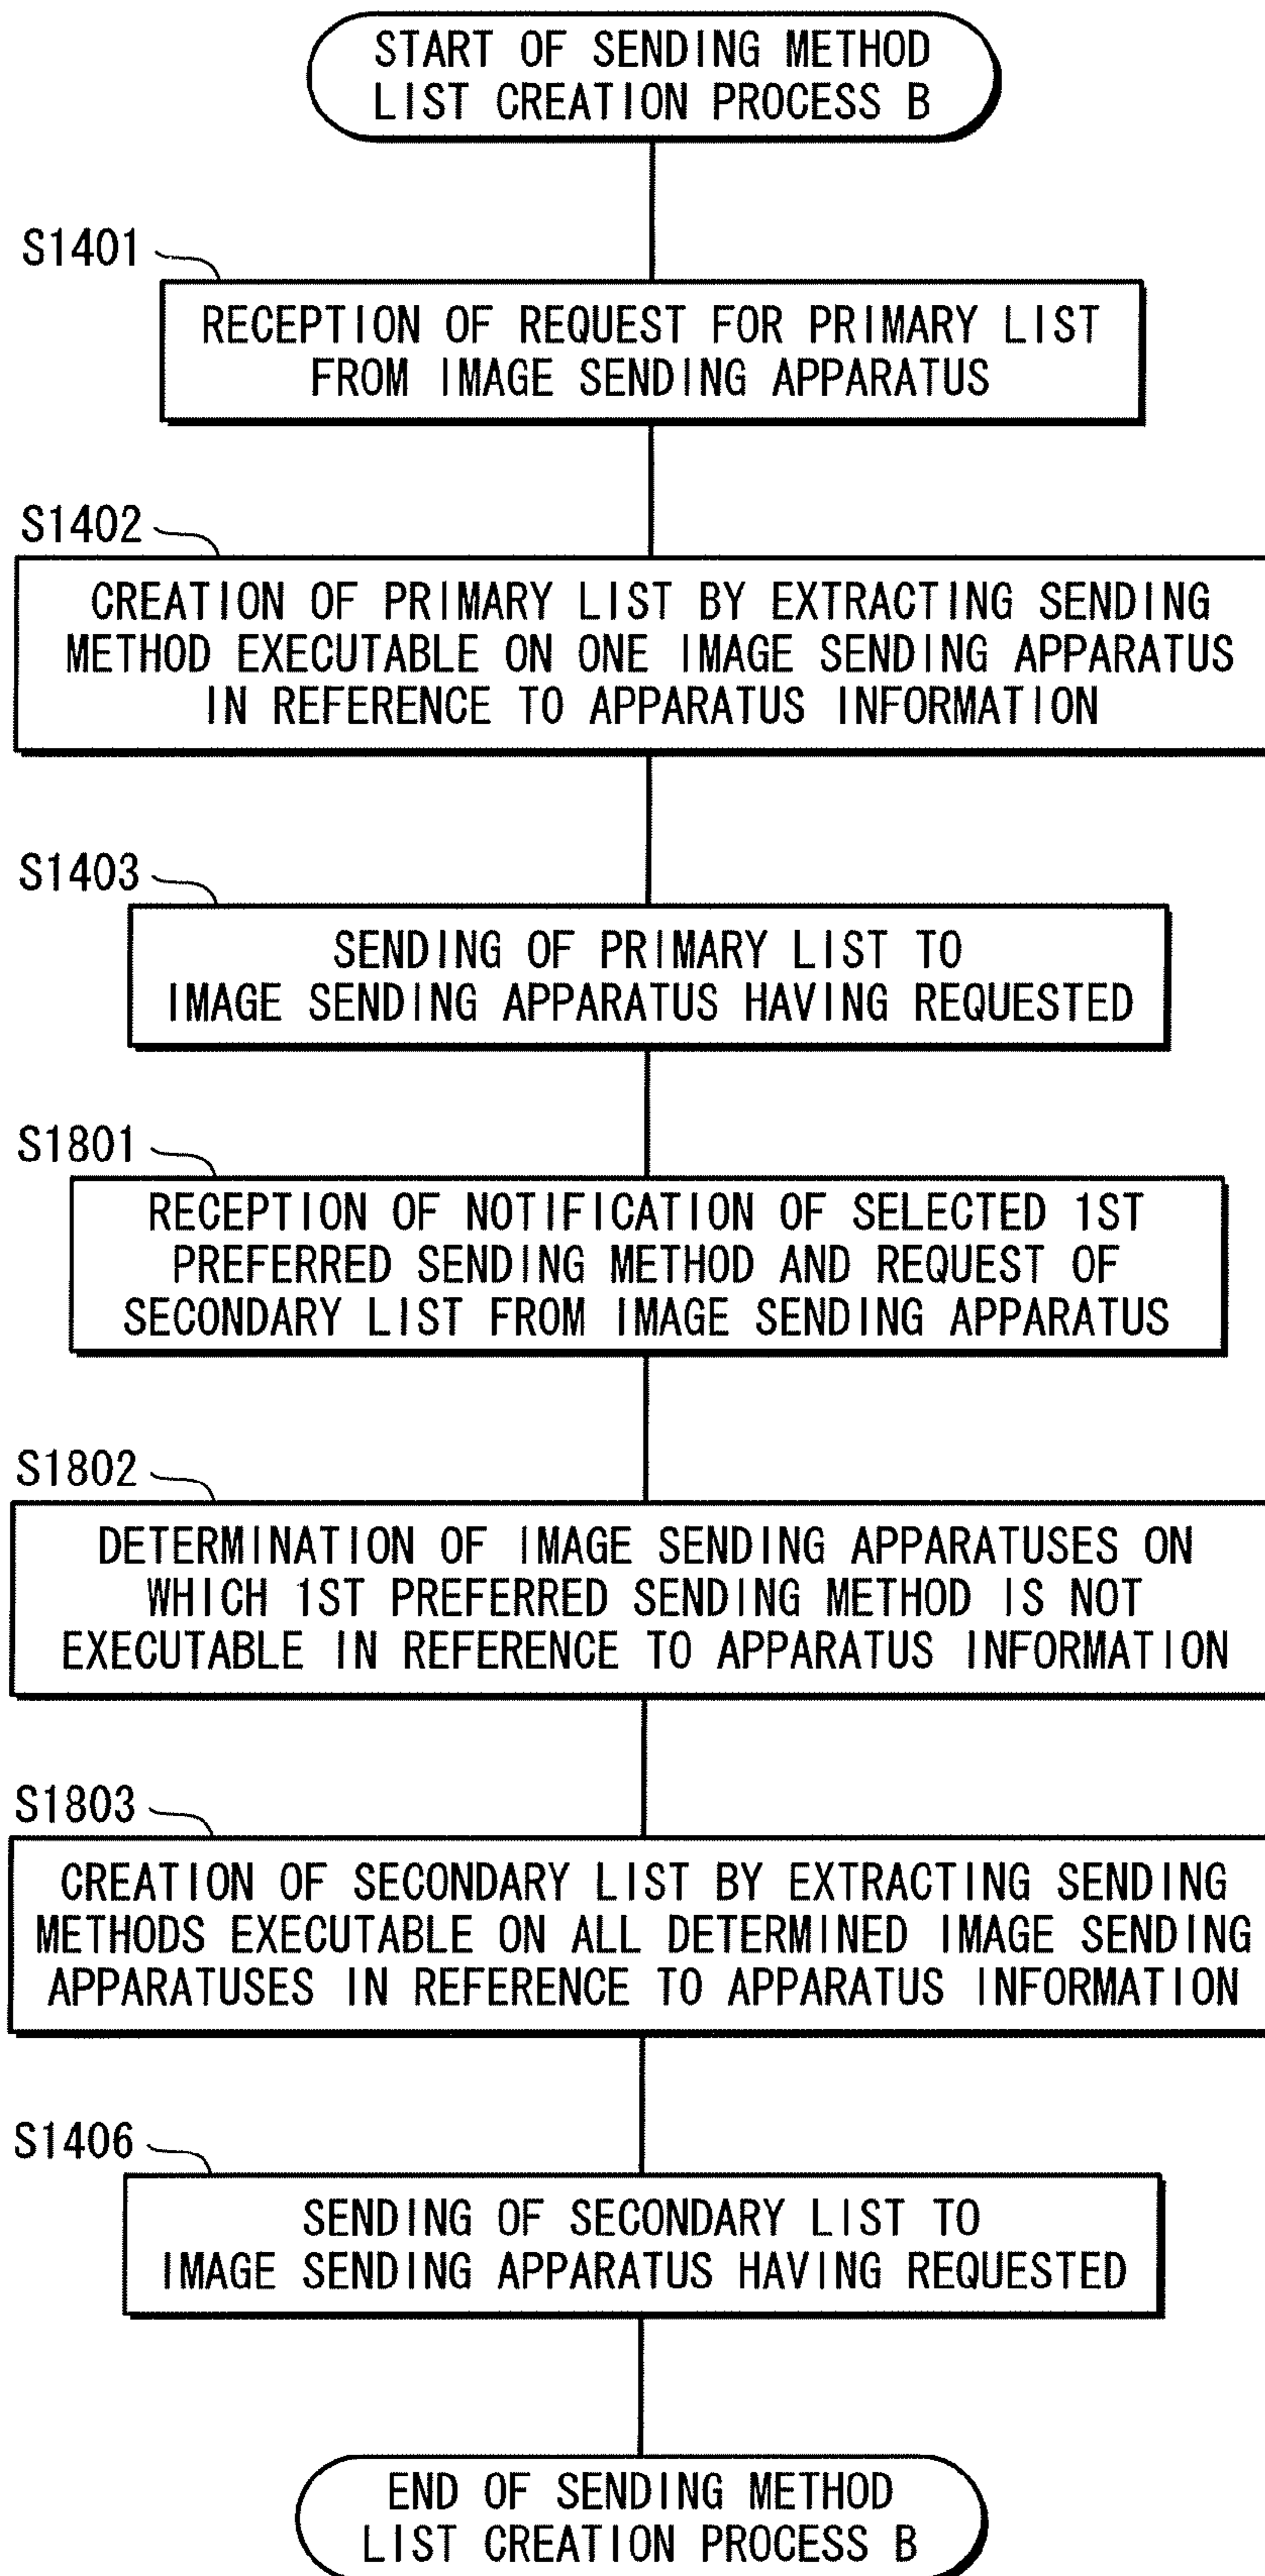 START OF SENDING METHOD
LIST CREATION PROCESS B
S1401
RECEPTION OF REQUEST FOR PRIMARY LIST
FROM IMAGE SENDING APPARATUS
S1402
CREATION OF PRIMARY LIST BY EXTRACTING SENDING
METHOD EXECUTABLE ON ONE IMAGE SENDING APPARATUS
IN REFERENCE TO APPARATUS INFORMATION
S1403
SENDING OF PRIMARY LIST TO
IMAGE SENDING APPARATUS HAVING REQUESTED
S1801
RECEPTION OF NOTIFICATION OF SELECTED 1ST
PREFERRED SENDING METHOD AND REQUEST OF
SECONDARY LIST FROM IMAGE SENDING APPARATUS
S1802
DETERMINATION OF IMAGE SENDING APPARATUSES ON
WHICH 1ST PREFERRED SENDING METHOD IS NOT
EXECUTABLE IN REFERENCE TO APPARATUS INFORMATION
S1803
CREATION OF SECONDARY LIST BY EXTRACTING SENDING
METHODS EXECUTABLE ON ALL DETERMINED IMAGE SENDING
APPARATUSES IN REFERENCE TO APPARATUS INFORMATION
S1406
SENDING OF SECONDARY LIST TO
IMAGE SENDING APPARATUS HAVING REQUESTED
END OF SENDING METHOD
LIST CREATION PROCESS B